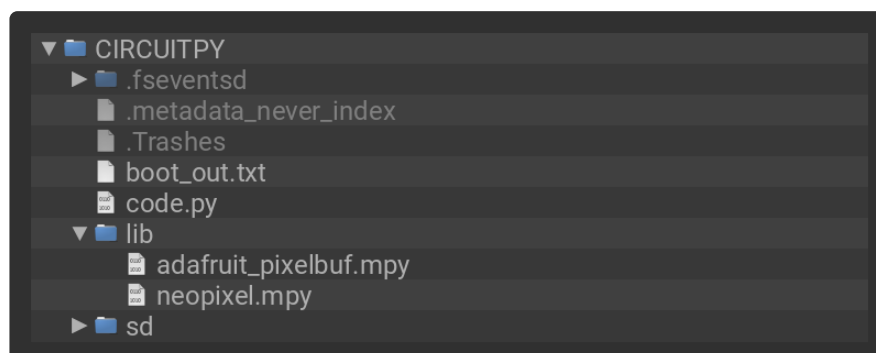 CIRCUITPY
.fseventsd
.metadata_never_index
.Trashes
boot_out.txt
code.py
lib
adafruit_pixelbuf.mpy
neopixel.mpy
sd